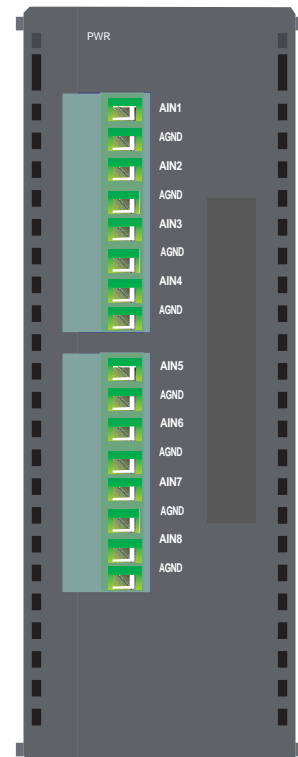 PWR
AIN1
AGND
AIN2
AGND
AIN3
AGND
AIN4
AGND
AIN5
AGND
AIN6
AGND
AIN7
AGND
AIN8
AGND